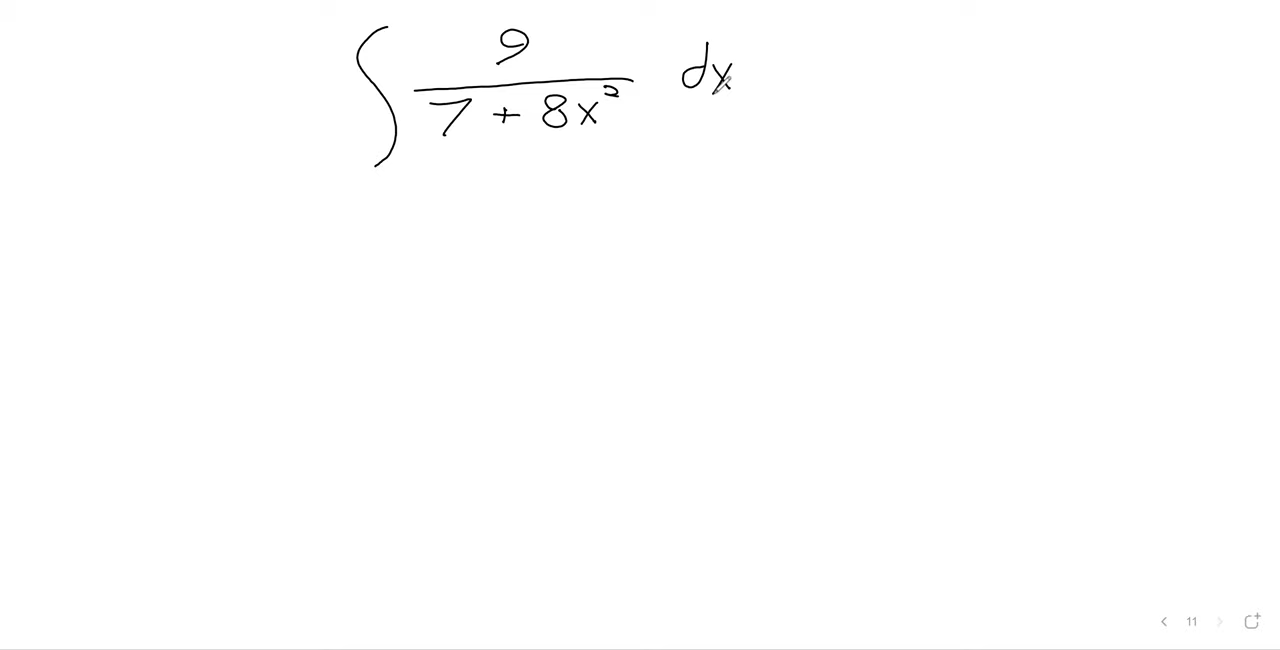 ∫ 9/(7 + 8x²) dx
11